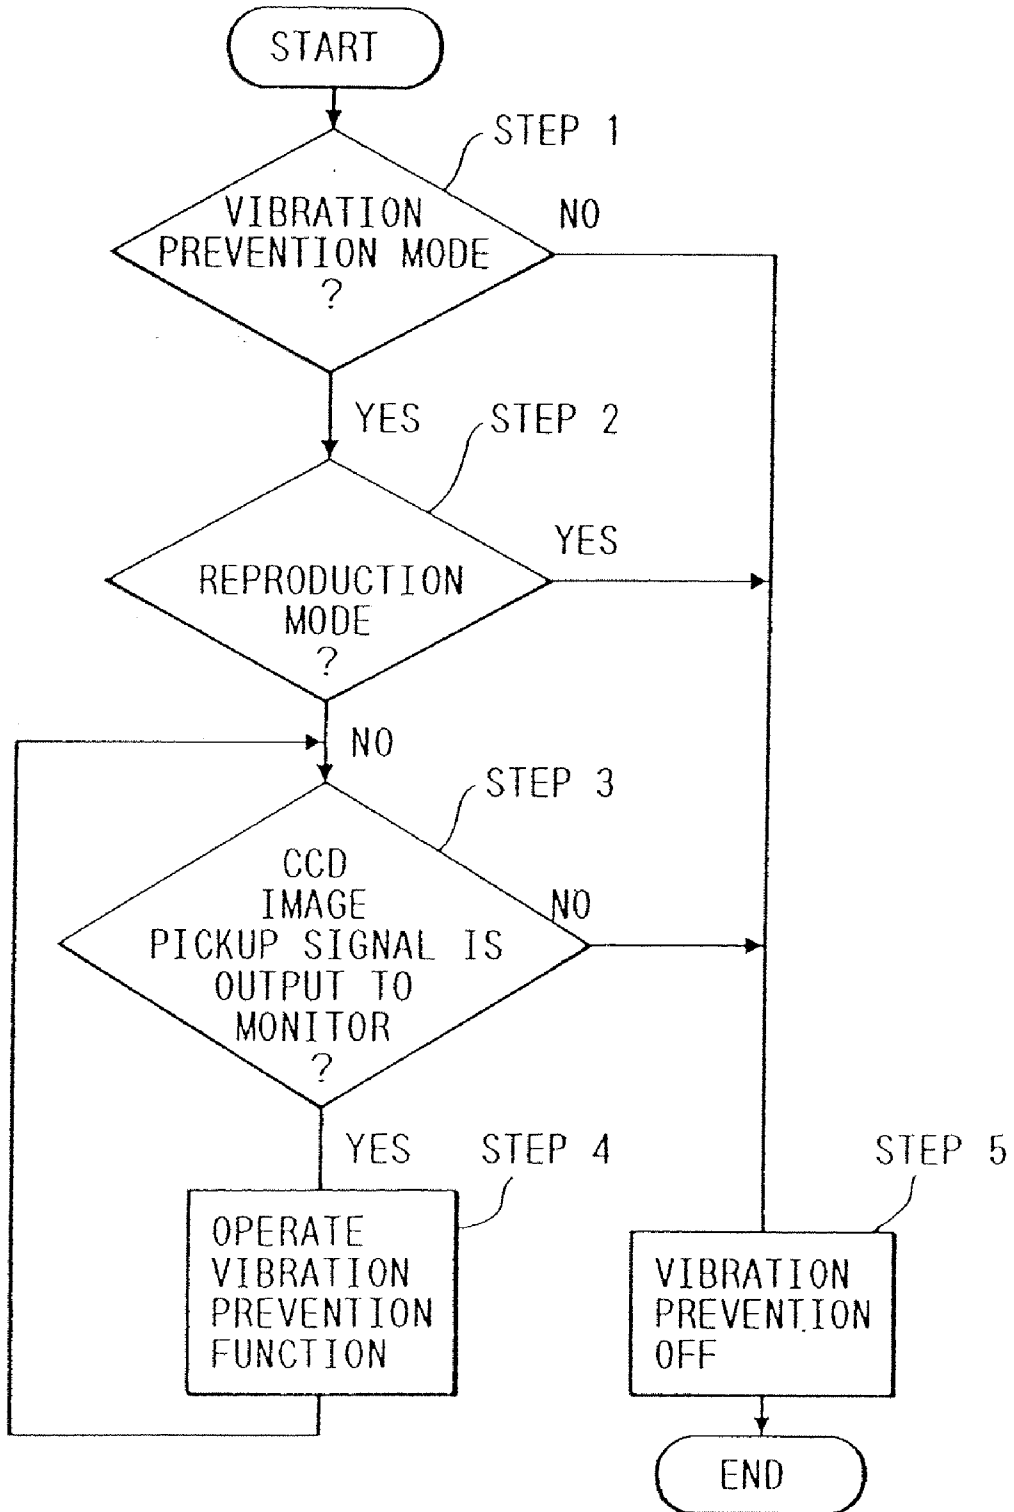 START
STEP 1
VIBRATION
PREVENTION MODE
?
NO
YES
STEP 2
REPRODUCTION
MODE
?
YES
NO
STEP 3
CCD
IMAGE
PICKUP SIGNAL IS
OUTPUT TO
MONITOR
?
NO
YES
STEP 4
OPERATE
VIBRATION
PREVENTION
FUNCTION
STEP 5
VIBRATION
PREVENTION
OFF
END